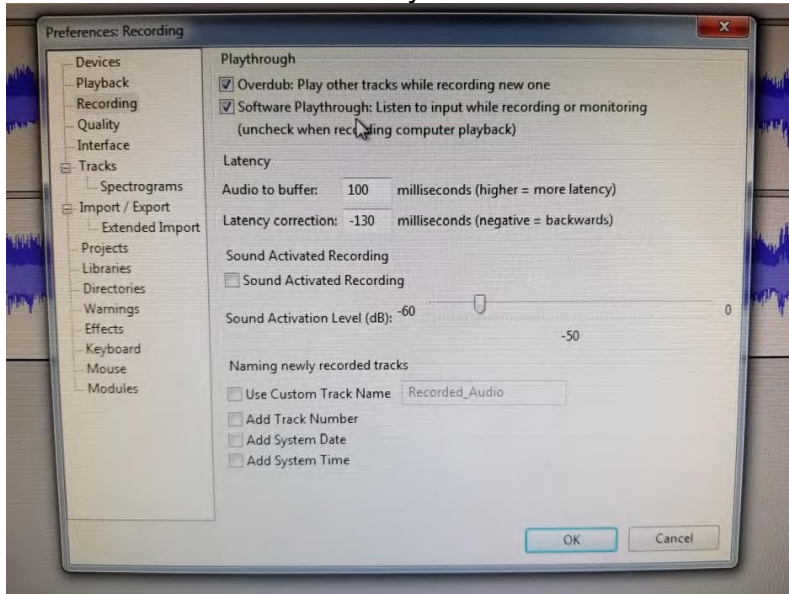 Preferences: Recording
Devices
Playback
Recording
Quality
Interface
Tracks
Spectrograms
Import / Export
Extended Import
Projects
Libraries
Directories
Warnings
Effects
Keyboard
Mouse
Modules
Playthrough
Overdub: Play other tracks while recording new one
Software Playthrough: Listen to input while recording or monitoring
(uncheck when recording computer playback)
Latency
Audio to buffer: 100 milliseconds (higher = more latency)
Latency correction: -130 milliseconds (negative = backwards)
Sound Activated Recording
Sound Activated Recording
Sound Activation Level (dB): -60 0
-50
Naming newly recorded tracks
Use Custom Track Name Recorded_Audio
Add Track Number
Add System Date
Add System Time
OK Cancel